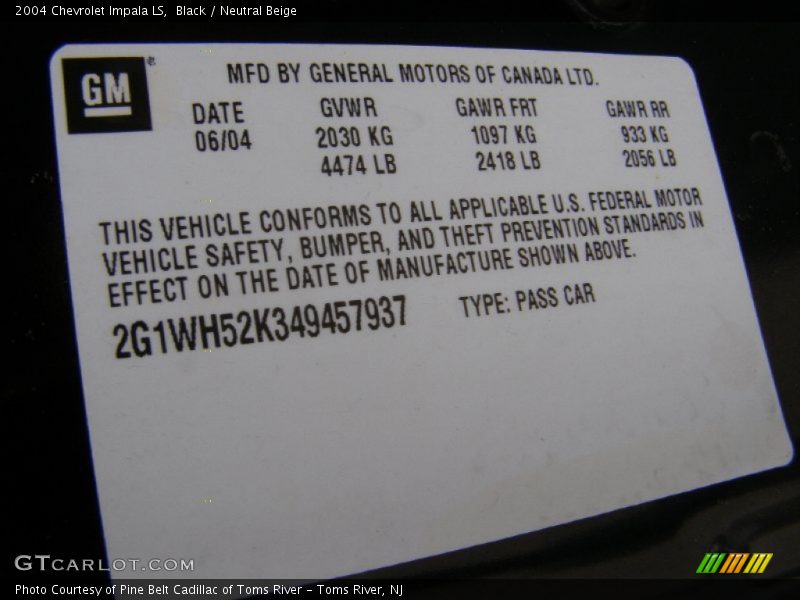 2004 Chevrolet Impala LS,  Black / Neutral Beige
GM®
MFD BY GENERAL MOTORS OF CANADA LTD.
DATE GVWR GAWR FRT GAWR RR
06/04 2030 KG 1097 KG 933 KG
4474 LB 2418 LB 2056 LB
THIS VEHICLE CONFORMS TO ALL APPLICABLE U.S. FEDERAL MOTOR
VEHICLE SAFETY, BUMPER, AND THEFT PREVENTION STANDARDS IN
EFFECT ON THE DATE OF MANUFACTURE SHOWN ABOVE.
2G1WH52K349457937 TYPE: PASS CAR
GTCARLOT.COM
Photo Courtesy of Pine Belt Cadillac of Toms River – Toms River, NJ